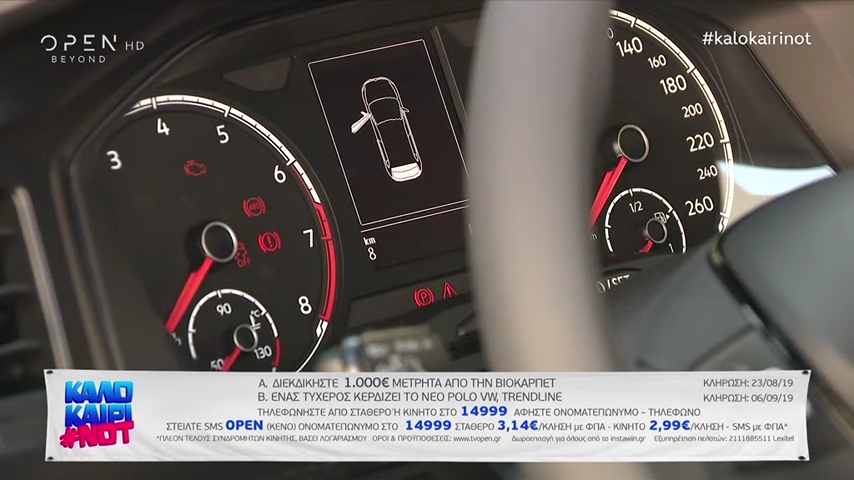 OPEN HD
BEYOND
#kalokairinot
3
4
5
6
7
8
ABS
OFF
90
°C
50
130
km
8
P
140
160
180
200
220
240
260
1/2
1
/SET
ΚΑΛΟ
ΚΑΙΡΙ
#NOT
Α. ΔΙΕΚΔΙΚΗΣΤΕ 1.000€ ΜΕΤΡΗΤΑ ΑΠΟ ΤΗΝ ΒΙΟΚΑΡΠΕΤ
ΚΛΗΡΩΣΗ: 23/08/19
Β. ΕΝΑΣ ΤΥΧΕΡΟΣ ΚΕΡΔΙΖΕΙ ΤΟ ΝΕΟ POLO VW, TRENDLINE
ΚΛΗΡΩΣΗ: 06/09/19
ΤΗΛΕΦΩΝΗΣΤΕ ΑΠΟ ΣΤΑΘΕΡΟ Ή ΚΙΝΗΤΟ ΣΤΟ 14999 ΑΦΗΣΤΕ ΟΝΟΜΑΤΕΠΩΝΥΜΟ – ΤΗΛΕΦΩΝΟ
ΣΤΕΙΛΤΕ SMS OPEN (ΚΕΝΟ) ΟΝΟΜΑΤΕΠΩΝΥΜΟ ΣΤΟ 14999 ΣΤΑΘΕΡΟ 3,14€/ΚΛΗΣΗ με ΦΠΑ - ΚΙΝΗΤΟ 2,99€/ΚΛΗΣΗ - SMS με ΦΠΑ*
*ΠΛΕΟΝ ΤΕΛΟΥΣ ΣΥΝΔΡΟΜΗΤΩΝ ΚΙΝΗΤΗΣ, ΒΑΣΕΙ ΛΟΓΑΡΙΑΣΜΟΥ ΟΡΟΙ & ΠΡΟΫΠΟΘΕΣΕΙΣ: www.tvopen.gr Δωροεπιταγή για όλους από το instawin.gr Εξυπηρέτηση πελατών: 2111885511 Lexitel